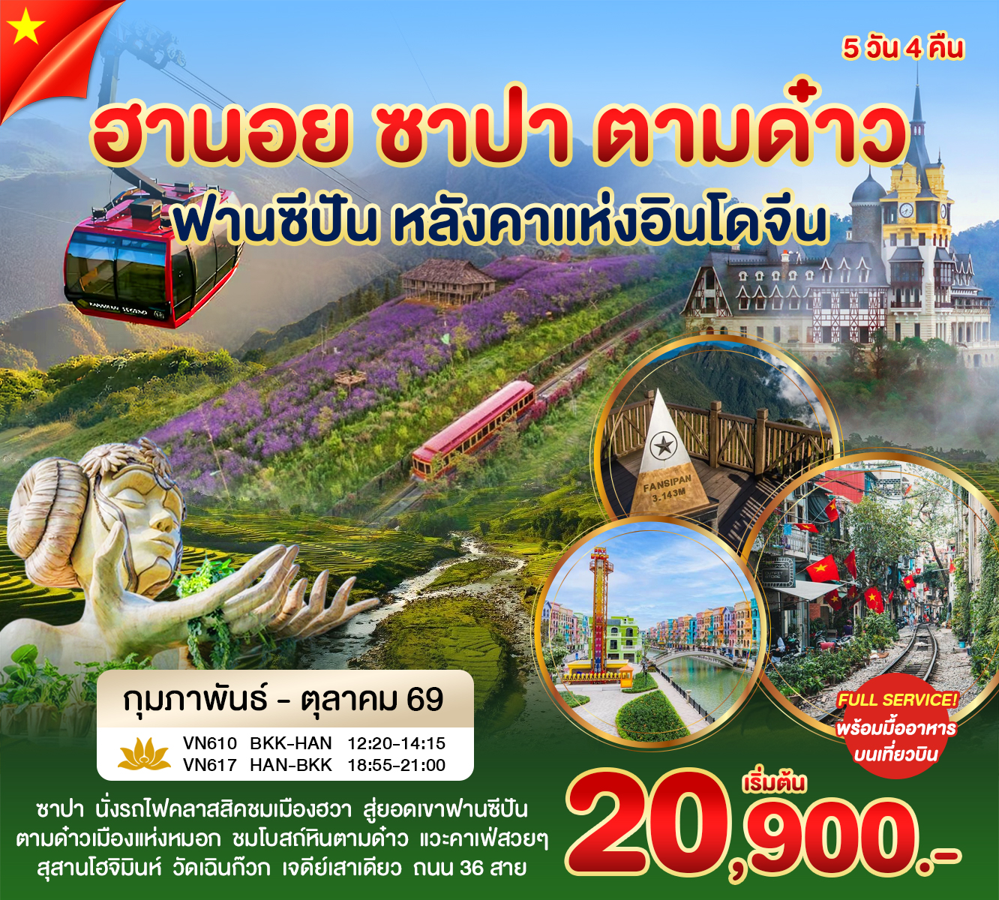 5 วัน 4 คืน
ฮานอย ซาปา ตามด๋าว
ฟานซีปัน หลังคาแห่งอินโดจีน
FANSIPAN LEGEND
FANSIPAN
3.143M
กุมภาพันธ์ - ตุลาคม 69
VN610 BKK-HAN 12:20-14:15
VN617 HAN-BKK 18:55-21:00
FULL SERVICE!
พร้อมมื้ออาหาร
บนเที่ยวบิน
เริ่มต้น
20,900.-
ซาปา นั่งรถไฟคลาสสิคชมเมืองฮวา สู่ยอดเขาฟานซีปัน
ตามด๋าวเมืองแห่งหมอก ชมโบสถ์หินตามด๋าว แวะคาเฟ่สวยๆ
สุสานโฮจิมินห์ วัดเฉินก๊วก เจดีย์เสาเดียว ถนน 36 สาย